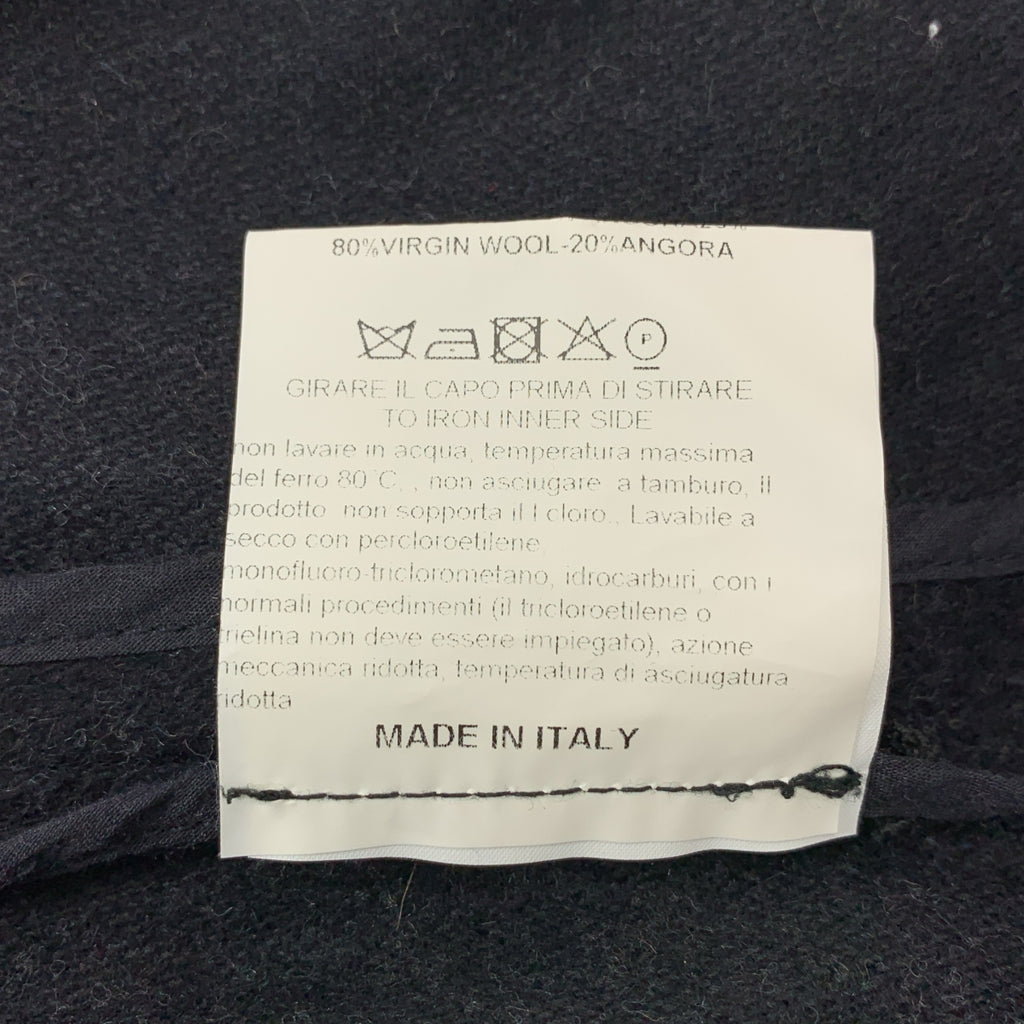 80%VIRGIN WOOL-20%ANGORA
P
GIRARE IL CAPO PRIMA DI STIRARE
TO IRON INNER SIDE
non lavare in acqua, temperatura massima
del ferro 80°C, , non asciugare a tamburo, il
prodotto non sopporta il l cloro., Lavabile a
secco con percloroetilene,
monofluoro-triclorometano, idrocarburi, con i
normali procedimenti (il tricloroetilene o
rielina non deve essere impiegato), azione
meccanica ridotta, temperatura di asciugatura
ridotta
MADE IN ITALY